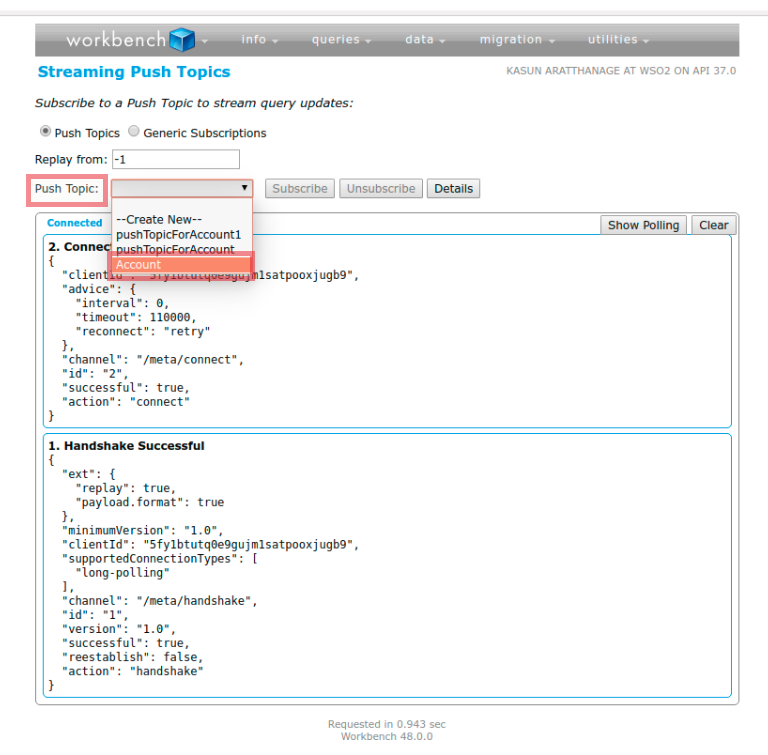 workbench info queries data migration utilities
Streaming Push Topics
KASUN ARATTHANAGE AT WSO2 ON API 37.0
Subscribe to a Push Topic to stream query updates:
Push Topics Generic Subscriptions
Replay from: -1
Push Topic: Subscribe Unsubscribe Details
--Create New--
pushTopicForAccount1
pushTopicForAccount
Account
Connected Show Polling Clear
2. Connec
{
"clientId": "5fy1btutq0e9gujm1satpooxjugb9",
"advice": {
"interval": 0,
"timeout": 110000,
"reconnect": "retry"
},
"channel": "/meta/connect",
"id": "2",
"successful": true,
"action": "connect"
}
1. Handshake Successful
{
"ext": {
"replay": true,
"payload.format": true
},
"minimumVersion": "1.0",
"clientId": "5fy1btutq0e9gujm1satpooxjugb9",
"supportedConnectionTypes": [
"long-polling"
],
"channel": "/meta/handshake",
"id": "1",
"version": "1.0",
"successful": true,
"reestablish": false,
"action": "handshake"
}
Requested in 0.943 sec
Workbench 48.0.0